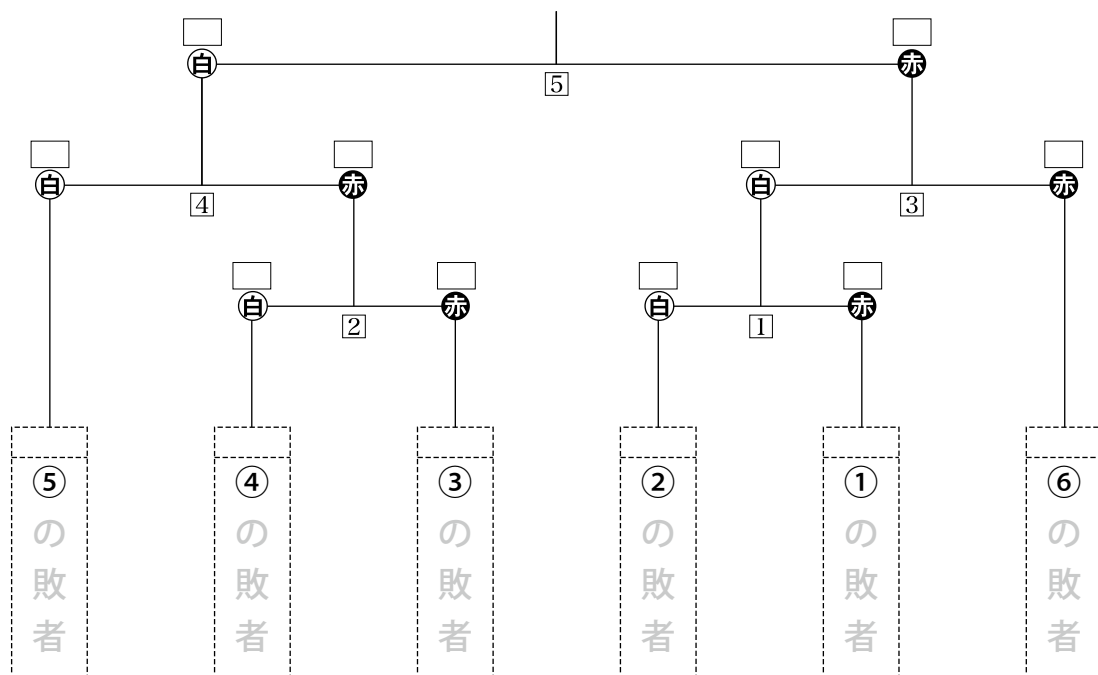 白 赤
5
白 赤 白 赤
4 3
白 赤 白 赤
2 1
⑤の敗者
④の敗者
③の敗者
②の敗者
①の敗者
⑥の敗者